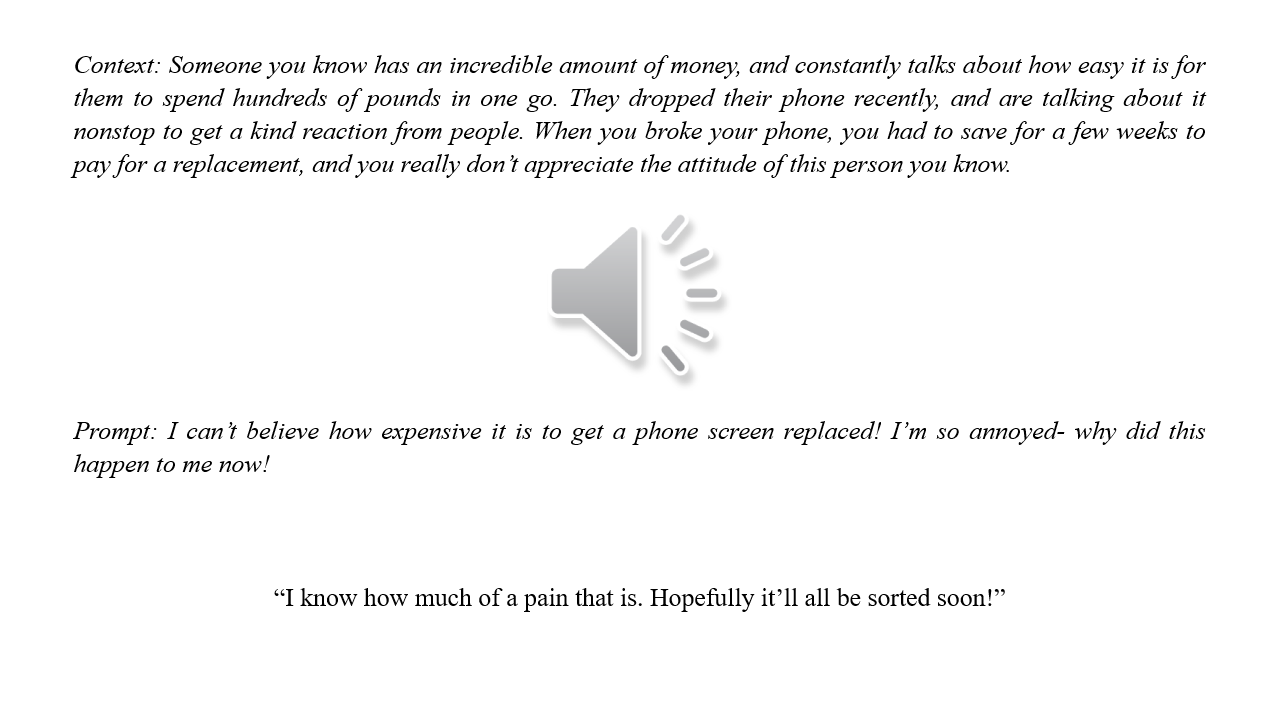 Context: Someone you know has an incredible amount of money, and constantly talks about how easy it is for
them to spend hundreds of pounds in one go. They dropped their phone recently, and are talking about it
nonstop to get a kind reaction from people. When you broke your phone, you had to save for a few weeks to
pay for a replacement, and you really don’t appreciate the attitude of this person you know.
Prompt: I can’t believe how expensive it is to get a phone screen replaced! I’m so annoyed- why did this
happen to me now!
“I know how much of a pain that is. Hopefully it’ll all be sorted soon!”